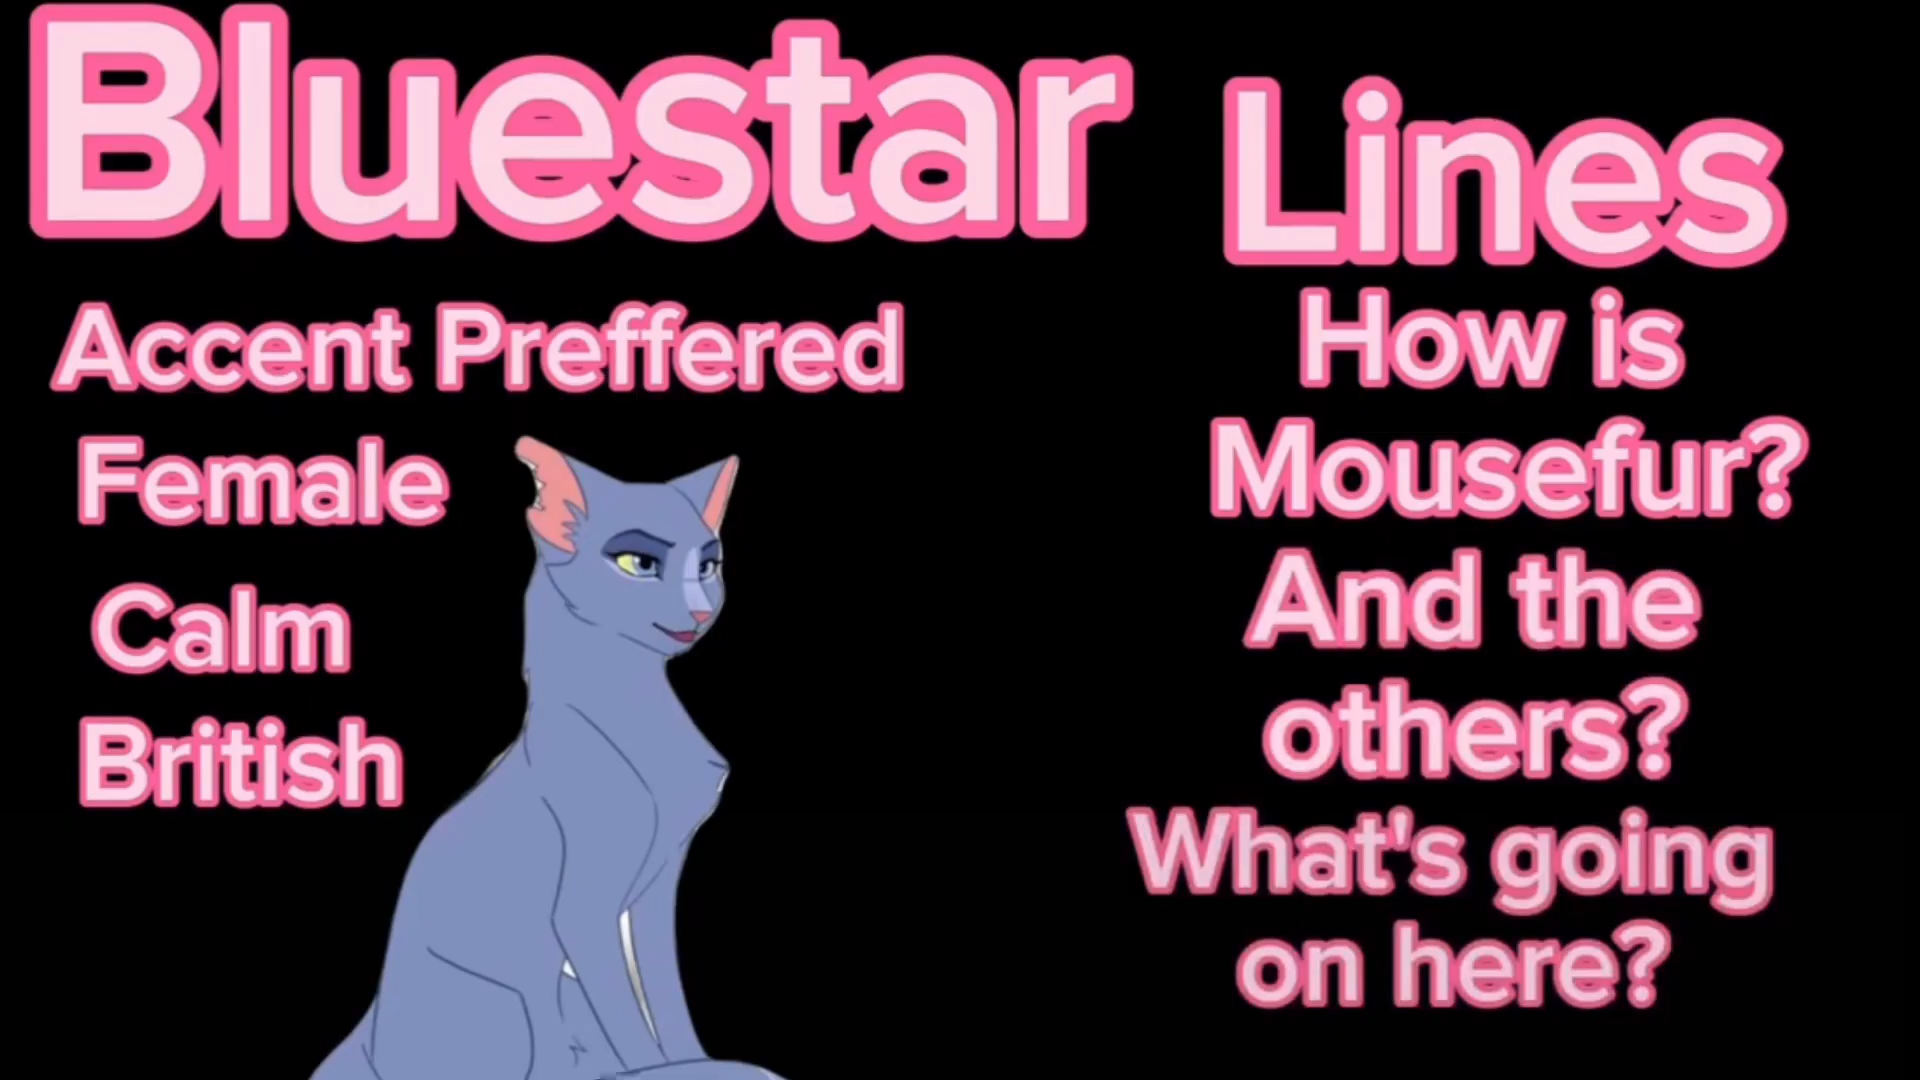 Bluestar
Accent Preffered
Female
Calm
British
Lines
How is
Mousefur?
And the
others?
What's going
on here?